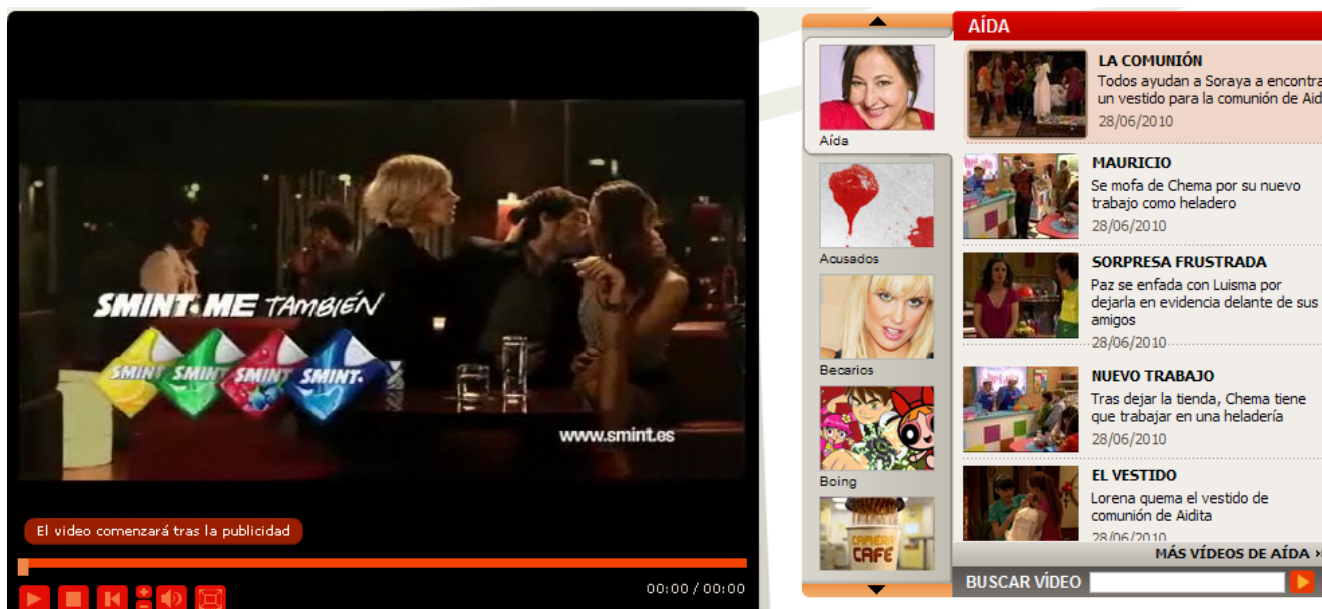 SMINT·ME TAMBIÉN
SMINT SMINT SMINT SMINT·
www.smint.es
El video comenzará tras la publicidad
00:00 / 00:00
Aída
Acusados
Becarios
Boing
CAMERA
CAFE
AÍDA
LA COMUNIÓN
Todos ayudan a Soraya a encontra
un vestido para la comunión de Aid
28/06/2010
MAURICIO
Se mofa de Chema por su nuevo
trabajo como heladero
28/06/2010
SORPRESA FRUSTRADA
Paz se enfada con Luisma por
dejarla en evidencia delante de sus
amigos
28/06/2010
NUEVO TRABAJO
Tras dejar la tienda, Chema tiene
que trabajar en una heladería
28/06/2010
EL VESTIDO
Lorena quema el vestido de
comunión de Aidita
28/06/2010
MÁS VÍDEOS DE AÍDA »
BUSCAR VÍDEO